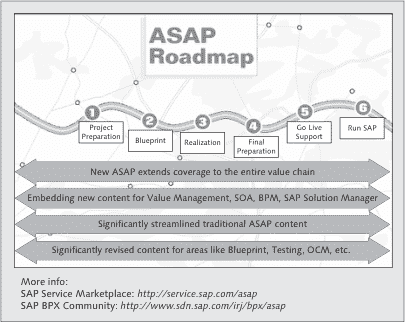 ASAP
Roadmap
1
Project
Preparation
2
Blueprint
3
Realization
4
Final
Preparation
5
Go Live
Support
6
Run SAP
New ASAP extends coverage to the entire value chain
Embedding new content for Value Management, SOA, BPM, SAP Solution Manager
Significantly streamlined traditional ASAP content
Significantly revised content for areas like Blueprint, Testing, OCM, etc.
More info:
SAP Service Marketplace: http://service.sap.com/asap
SAP BPX Community: http://www.sdn.sap.com/irj/bpx/asap